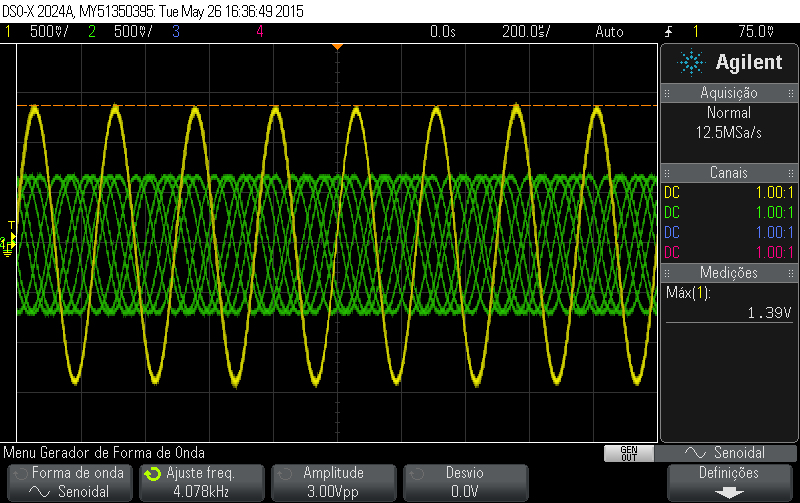 DSO-X 2024A, MY51350395: Tue May 26 16:36:49 2015
1 500mV/ 2 500mV/ 3 4 0.0s 200.0µs/ Auto 1 75.0mV
Agilent
Aquisição
Normal
12.5MSa/s
Canais
DC 1.00:1
DC 1.00:1
DC 1.00:1
DC 1.00:1
Medições
Máx(1):
1.39V
T
Menu Gerador de Forma de Onda
GEN OUT
Senoidal
Forma de onda
Senoidal
Ajuste freq.
4.078kHz
Amplitude
3.00Vpp
Desvio
0.0V
Definições